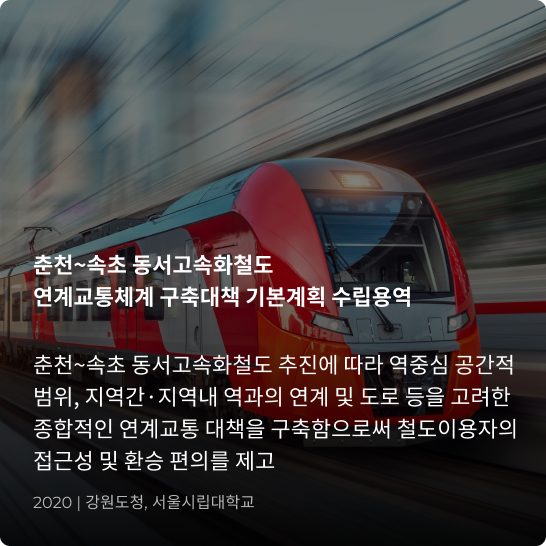 춘천~속초 동서고속화철도
연계교통체계 구축대책 기본계획 수립용역
춘천~속초 동서고속화철도 추진에 따라 역중심 공간적
범위, 지역간·지역내 역과의 연계 및 도로 등을 고려한
종합적인 연계교통 대책을 구축함으로써 철도이용자의
접근성 및 환승 편의를 제고
2020 | 강원도청, 서울시립대학교